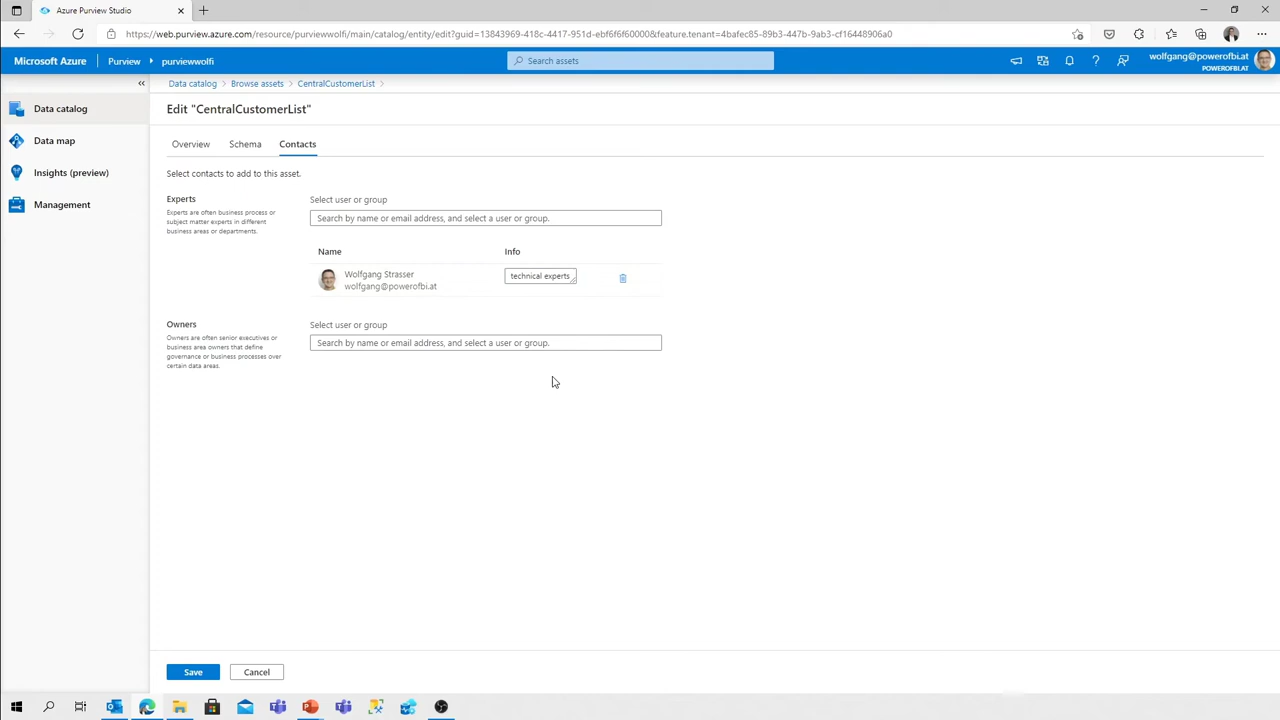 Azure Purview Studio
https://web.purview.azure.com/resource/purviewwolfi/main/catalog/entity/edit?guid=13843969-418c-4417-951d-ebf6f6f60000&feature.tenant=4bafec85-89b3-447b-9ab3-cf16448906a0
Microsoft Azure
Purview
purviewwolfi
Search assets
wolfgang@powerofbi.at
POWEROFBI.AT
Data catalog
Browse assets
CentralCustomerList
Data catalog
Data map
Insights (preview)
Management
Edit "CentralCustomerList"
Overview
Schema
Contacts
Select contacts to add to this asset.
Experts
Experts are often business process or
subject matter experts in different
business areas or departments.
Select user or group
Search by name or email address, and select a user or group.
Name
Info
Wolfgang Strasser
wolfgang@powerofbi.at
technical experts
Owners
Owners are often senior executives or
business area owners that define
governance or business processes over
certain data areas.
Select user or group
Search by name or email address, and select a user or group.
Save
Cancel